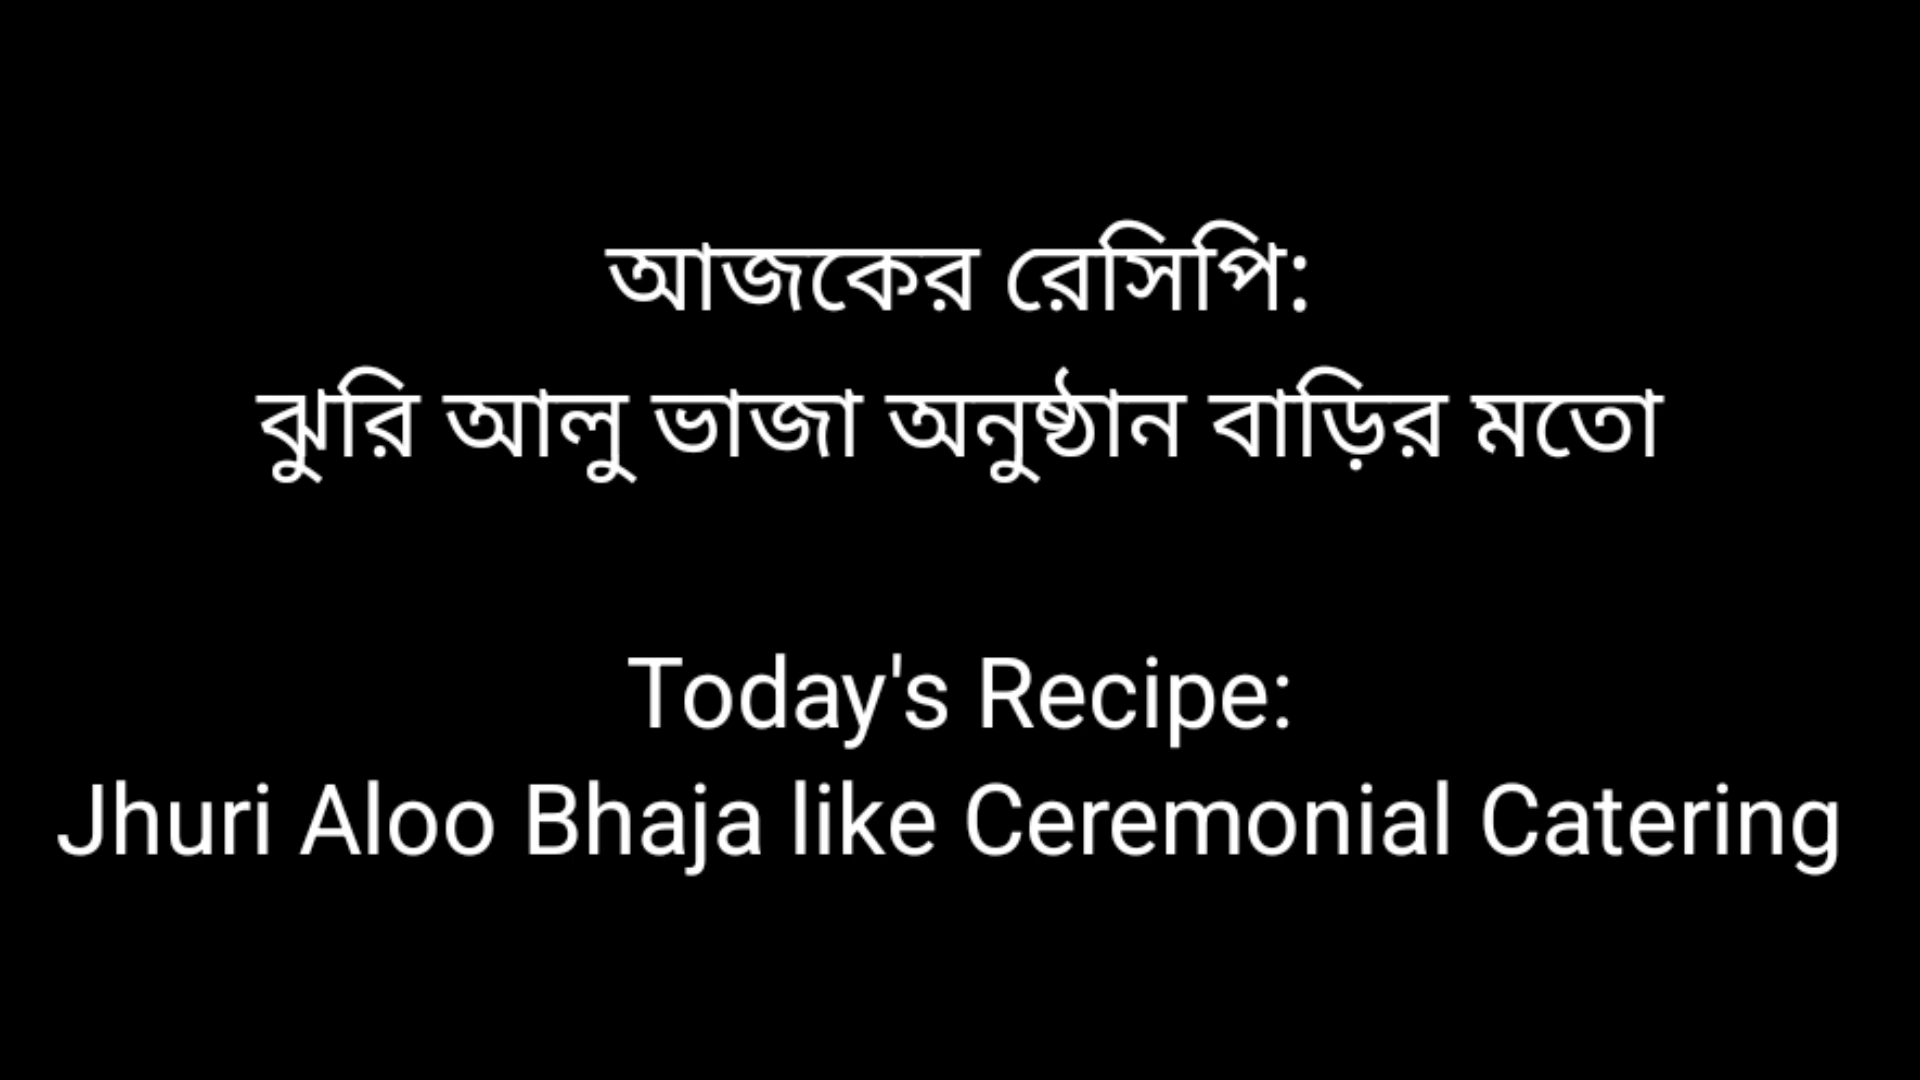 আজকের রেসিপি:
ঝুরি আলু ভাজা অনুষ্ঠান বাড়ির মতো
Today's Recipe:
Jhuri Aloo Bhaja like Ceremonial Catering